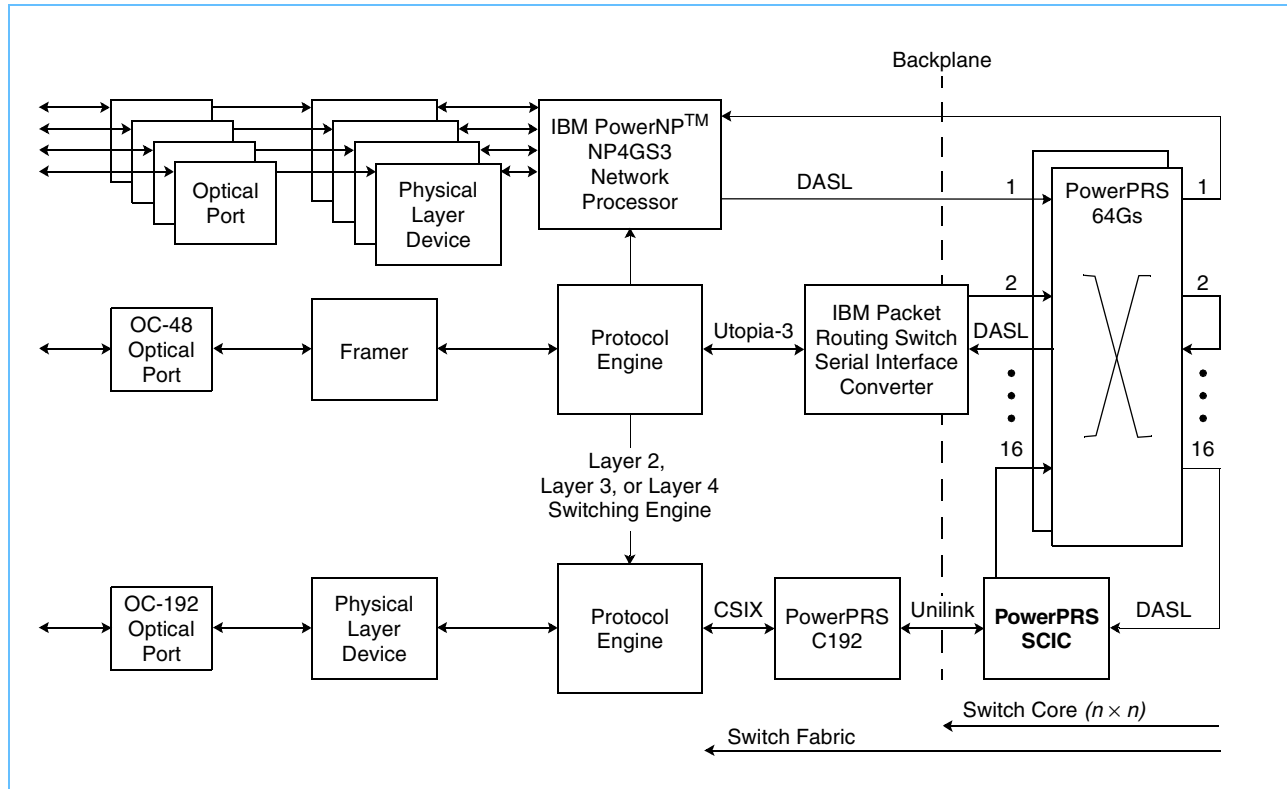 Backplane
IBM PowerNP™
NP4GS3
Network
Processor
Optical
Port
Physical
Layer
Device
DASL
1
PowerPRS
64Gs
1
OC-48
Optical
Port
Framer
Protocol
Engine
Utopia-3
IBM Packet
Routing Switch
Serial Interface
Converter
2
DASL
2
16
16
Layer 2,
Layer 3, or Layer 4
Switching Engine
OC-192
Optical
Port
Physical
Layer
Device
Protocol
Engine
CSIX
PowerPRS
C192
Unilink
PowerPRS
SCIC
DASL
Switch Core (n × n)
Switch Fabric